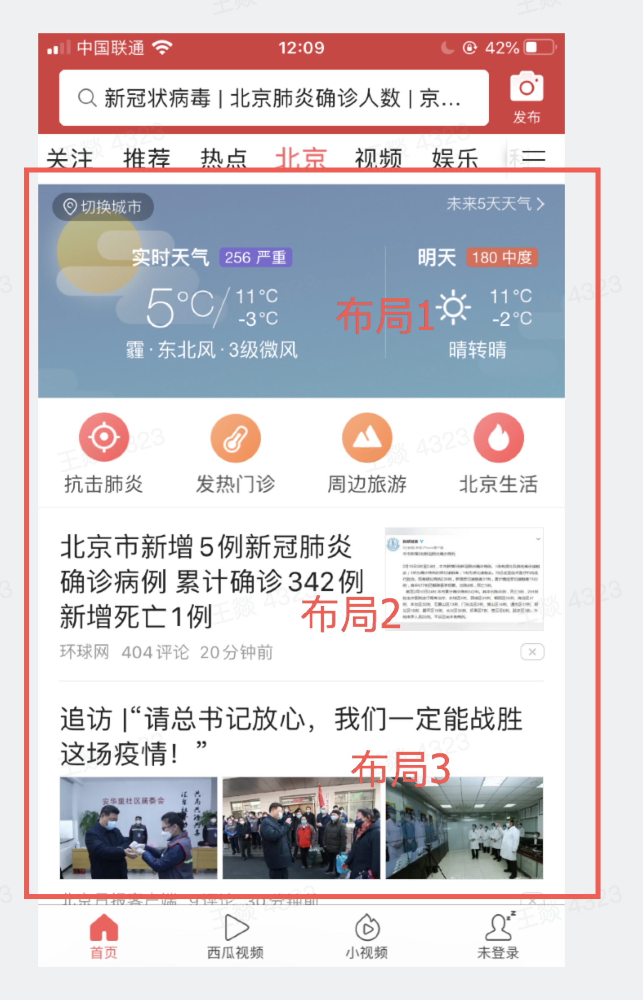 中国联通 12:09 42%
新冠状病毒 | 北京肺炎确诊人数 | 京...
发布
关注 推荐 热点 北京 视频 娱乐 科
切换城市 未来5天天气
实时天气 256 严重 明天 180 中度
5°C/ 11°C 11°C
-3°C -2°C
布局1
霾·东北风·3级微风 晴转晴
抗击肺炎 发热门诊 周边旅游 北京生活
北京市新增5例新冠肺炎
确诊病例 累计确诊342例
新增死亡1例
布局2
环球网 404评论 20分钟前
追访 |“请总书记放心，我们一定能战胜
这场疫情！”
布局3
安华里社区居委会
北京日报客户端 9评论 30分钟前
首页 西瓜视频 小视频 未登录
王燚 4323